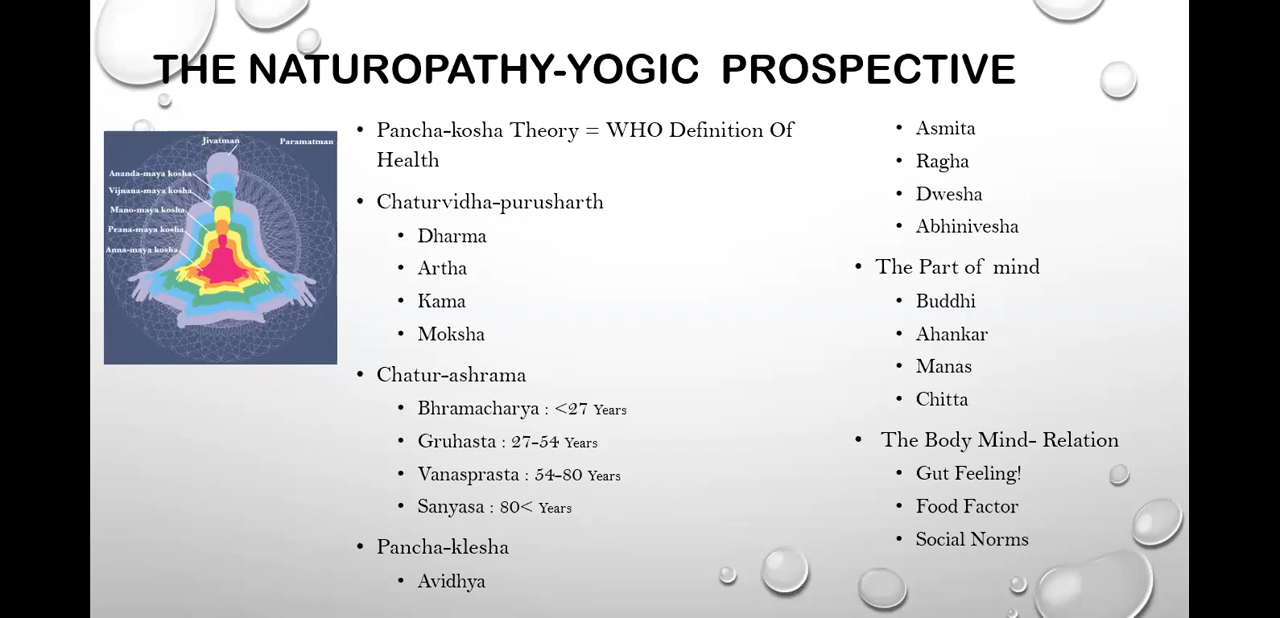 THE NATUROPATHY-YOGIC PROSPECTIVE
Jivatman
Paramatman
Ananda-maya kosha
Vijnana-maya kosha
Mano-maya kosha
Prana-maya kosha
Anna-maya kosha
• Pancha-kosha Theory = WHO Definition Of
Health
• Chaturvidha-purusharth
• Dharma
• Artha
• Kama
• Moksha
• Chatur-ashrama
• Bhramacharya : <27 Years
• Gruhasta : 27-54 Years
• Vanasprasta : 54-80 Years
• Sanyasa : 80< Years
• Pancha-klesha
• Avidhya
• Asmita
• Ragha
• Dwesha
• Abhinivesha
• The Part of mind
• Buddhi
• Ahankar
• Manas
• Chitta
• The Body Mind- Relation
• Gut Feeling!
• Food Factor
• Social Norms